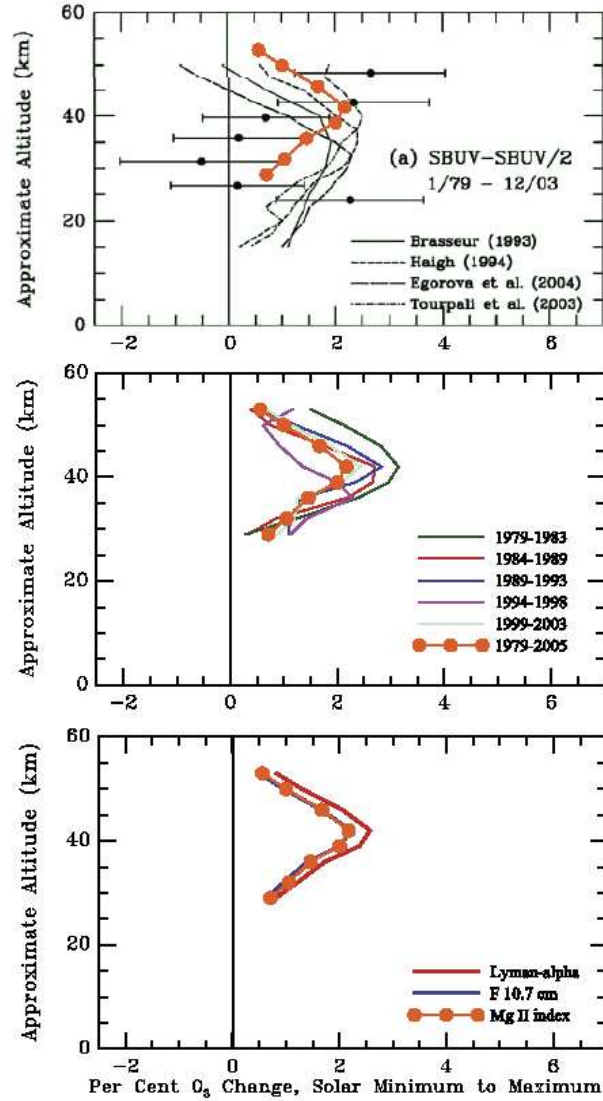 60
40
20
0
Approximate Altitude (km)
(a) SBUV-SBUV/2
1/79 - 12/03
Brasseur (1993)
Haigh (1994)
Egorova et al. (2004)
Tourpali et al. (2003)
-2 0 2 4 6
60
40
20
0
Approximate Altitude (km)
1979-1983
1984-1989
1989-1993
1994-1998
1999-2003
1979-2005
-2 0 2 4 6
60
40
20
0
Approximate Altitude (km)
Lyman-alpha
F 10.7 cm
Mg II index
-2 0 2 4 6
Per Cent O₃ Change, Solar Minimum to Maximum